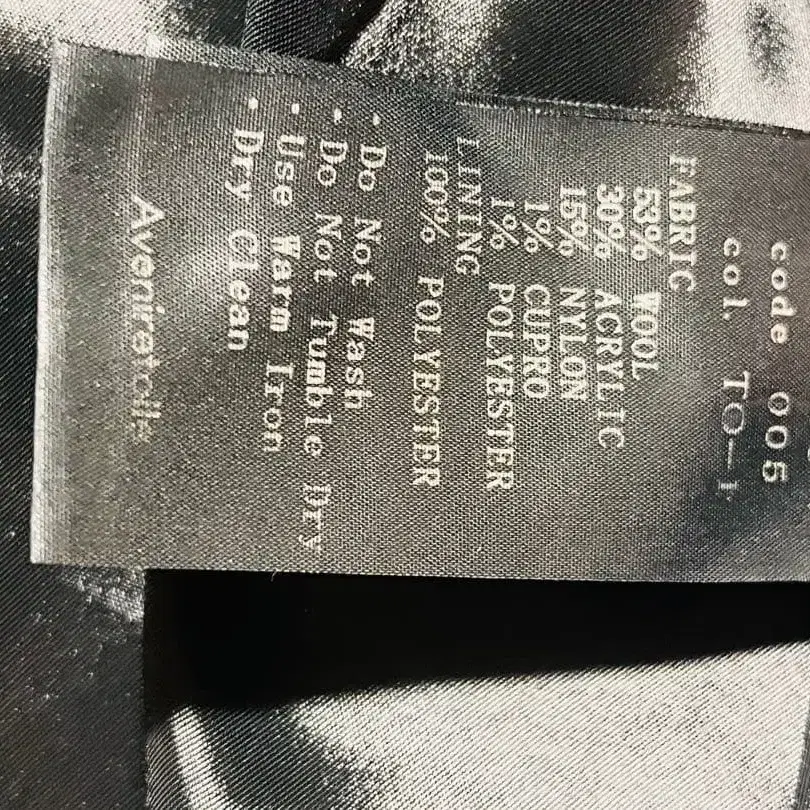 code 005
col.
FABRIC
53% WOOL
30% ACRYLIC
15% NYLON
1% CUPRO
1% POLYESTER
LINING
100% POLYESTER
• Do Not Wash
• Do Not Tumble Dry
• Use Warm Iron
• Dry Clean
Aveniretoile